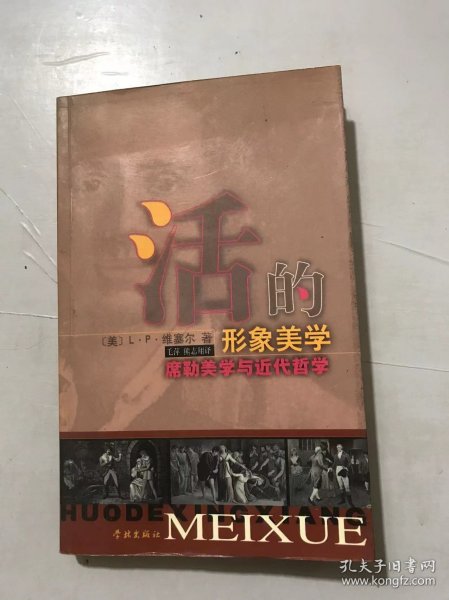 活的
〔美〕L·P·维塞尔 著
形象美学
毛萍 熊志翔译
席勒美学与近代哲学
HUODEXINGXIANG
学林出版社
MEIXUE
孔夫子旧书网
www.kongfz.com